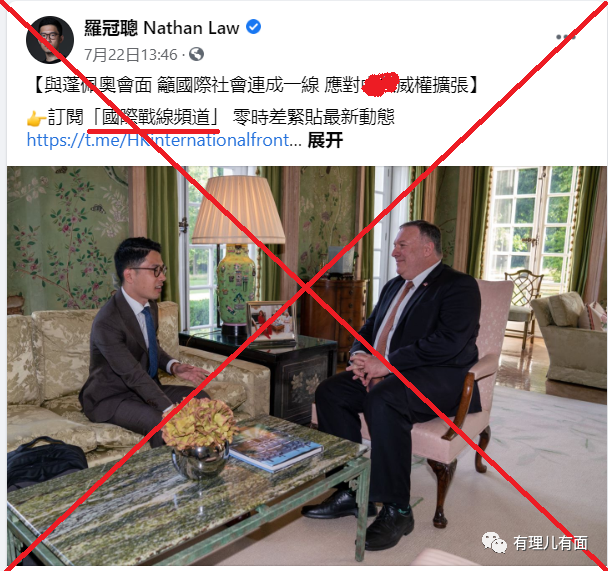 羅冠聰 Nathan Law
7月22日13:46
【與蓬佩奧會面 籲國際社會連成一線 應對威權擴張】
👉訂閱「國際戰線頻道」 零時差緊貼最新動態
https://t.me/HKinternationalfront... 展开
有理儿有面